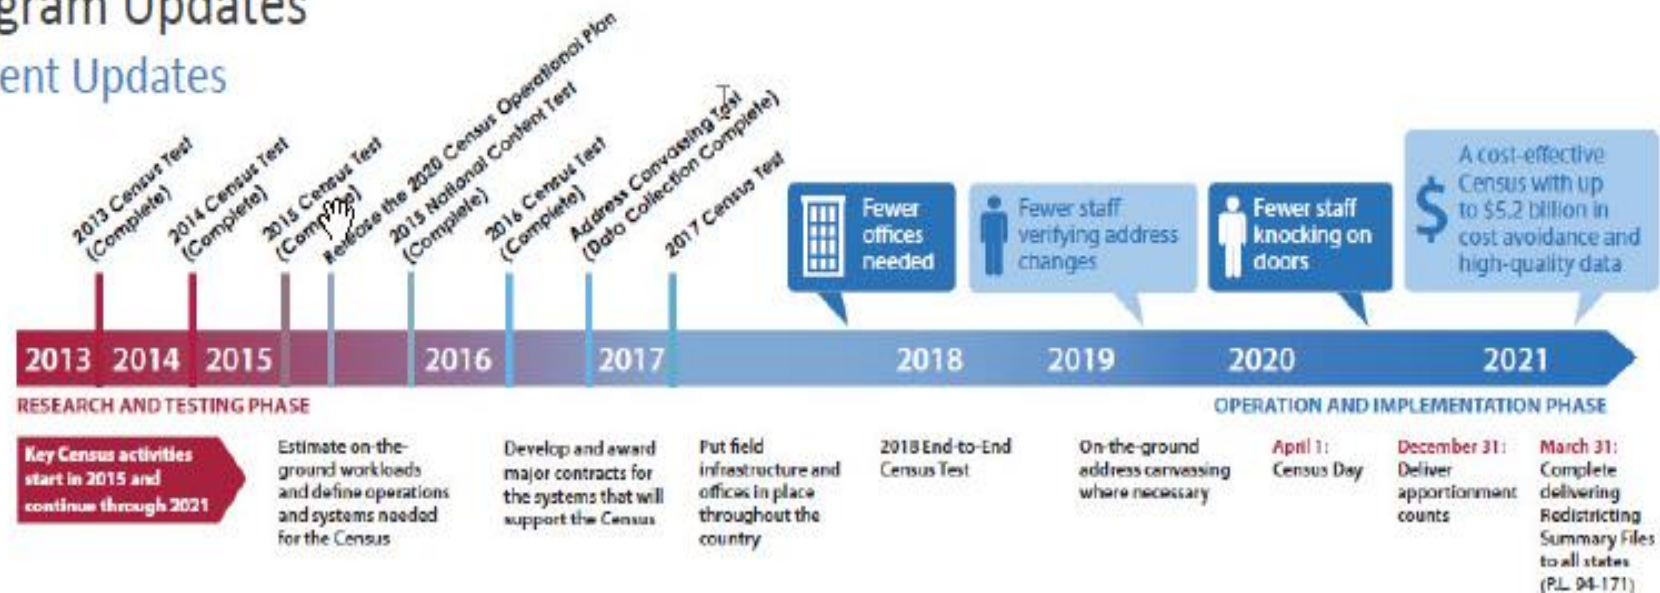 gram Updates
ent Updates
2013 Census Test
(Complete)
2014 Census Test
(Complete)
2015 Census Test
(Complete)
Release the 2020 Census Operational Plan
2015 National Content Test
(Complete)
2016 Census Test
(Complete)
Address Canvassing Test
(Data Collection Complete)
2017 Census Test
Fewer
offices
needed
Fewer staff
verifying address
changes
Fewer staff
knocking on
doors
$
A cost-effective
Census with up
to $5.2 billion in
cost avoidance and
high-quality data
2013 2014 2015 2016 2017 2018 2019 2020 2021
RESEARCH AND TESTING PHASE
OPERATION AND IMPLEMENTATION PHASE
Key Census activities
start in 2015 and
continue through 2021
Estimate on-the-
ground workloads
and define operations
and systems needed
for the Census
Develop and award
major contracts for
the systems that will
support the Census
Put field
infrastructure and
offices in place
throughout the
country
2018 End-to-End
Census Test
On-the-ground
address canvassing
where necessary
April 1:
Census Day
December 31:
Deliver
apportionment
counts
March 31:
Complete
delivering
Redistricting
Summary Files
to all states
(P.L. 94-171)